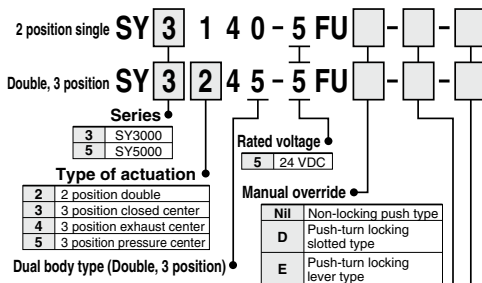 2 position single SY 3 1 4 0 - 5 FU □ - □ - □
Double, 3 position SY 3 2 4 5 - 5 FU □ - □ - □
Series
3 SY3000
5 SY5000
Type of actuation
2 2 position double
3 3 position closed center
4 3 position exhaust center
5 3 position pressure center
Dual body type (Double, 3 position)
Rated voltage
5 24 VDC
Manual override
Nil Non-locking push type
D Push-turn locking
slotted type
E Push-turn locking
lever type